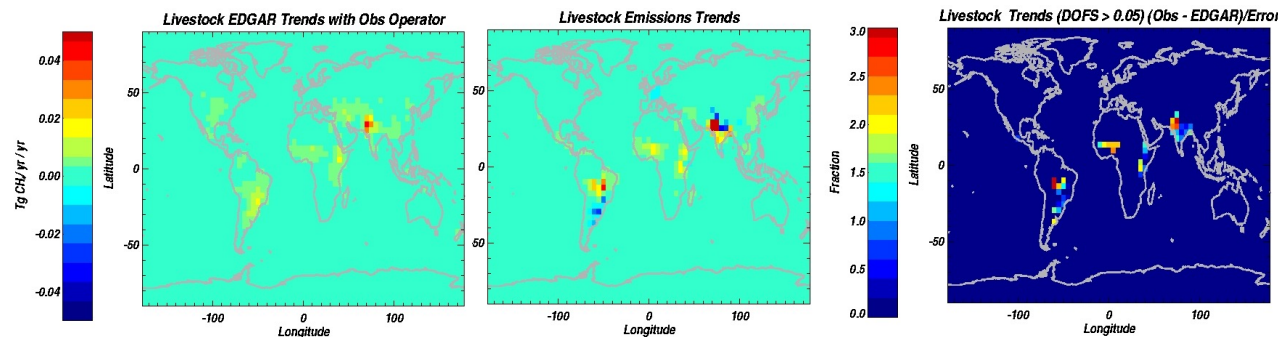 Livestock EDGAR Trends with Obs Operator
Tg CH/ yr / yr
0.04
0.02
0.00
-0.02
-0.04
Latitude
50
0
-50
-100
0
100
Longitude
Livestock Emissions Trends
Latitude
50
0
-50
-100
0
100
Longitude
Livestock Trends (DOFS > 0.05) (Obs - EDGAR)/Error
Fraction
3.0
2.5
2.0
1.5
1.0
0.5
0.0
Latitude
50
0
-50
-100
0
100
Longitude